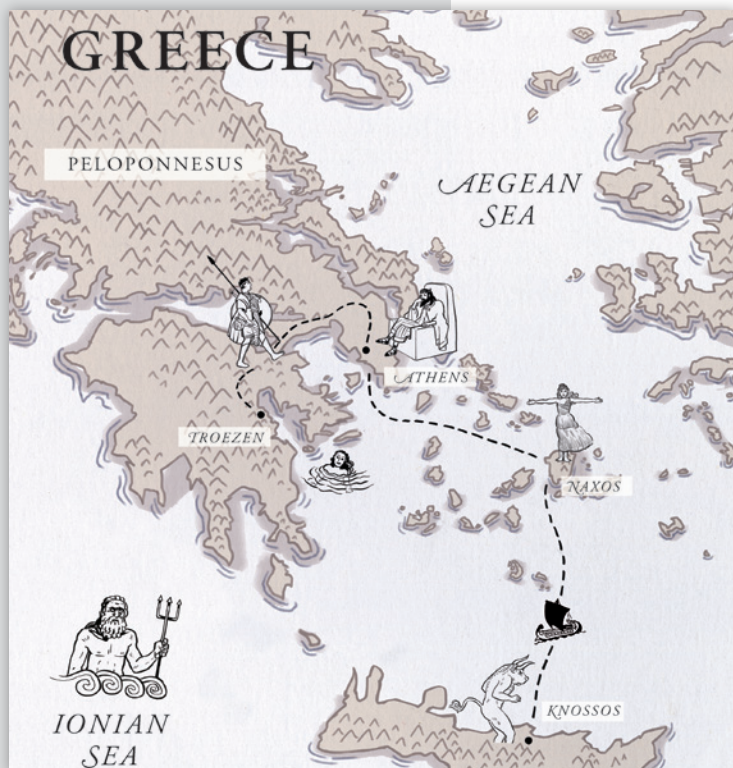 GREECE
PELOPONNESUS
AEGEAN
SEA
ATHENS
TROEZEN
NAXOS
KNOSSOS
IONIAN
SEA